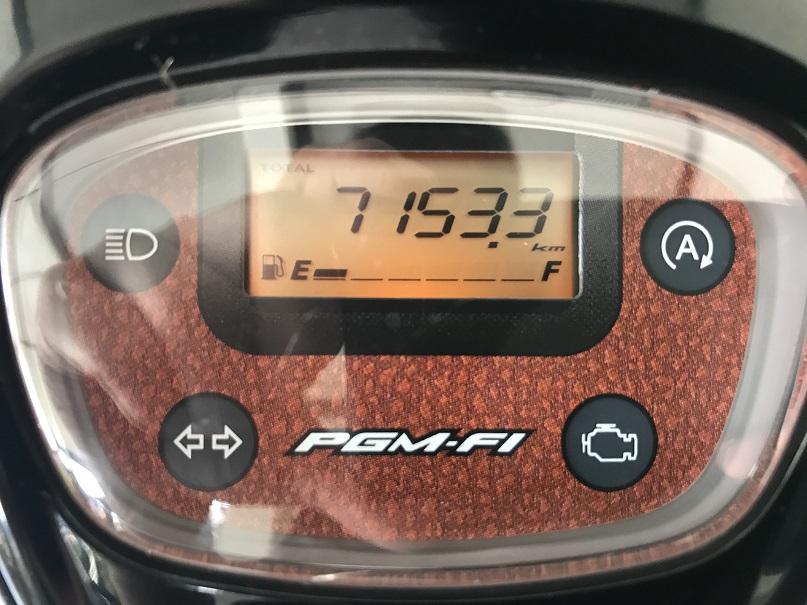 TOTAL
7153.3
km
E F
A
PGM-FI